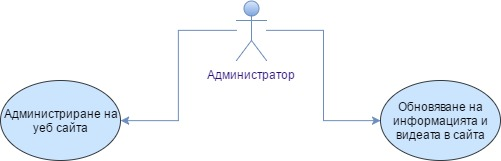 Администратор
Администриране на
уеб сайта
Обновяване на
информацията и
видеата в сайта